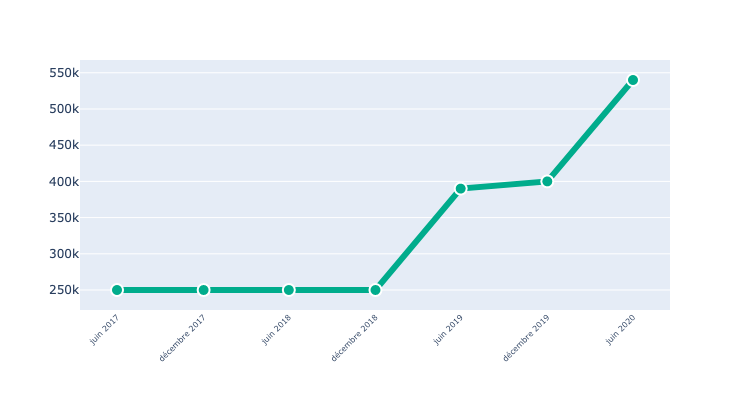 550k
500k
450k
400k
350k
300k
250k
juin 2017
décembre 2017
juin 2018
décembre 2018
juin 2019
décembre 2019
juin 2020